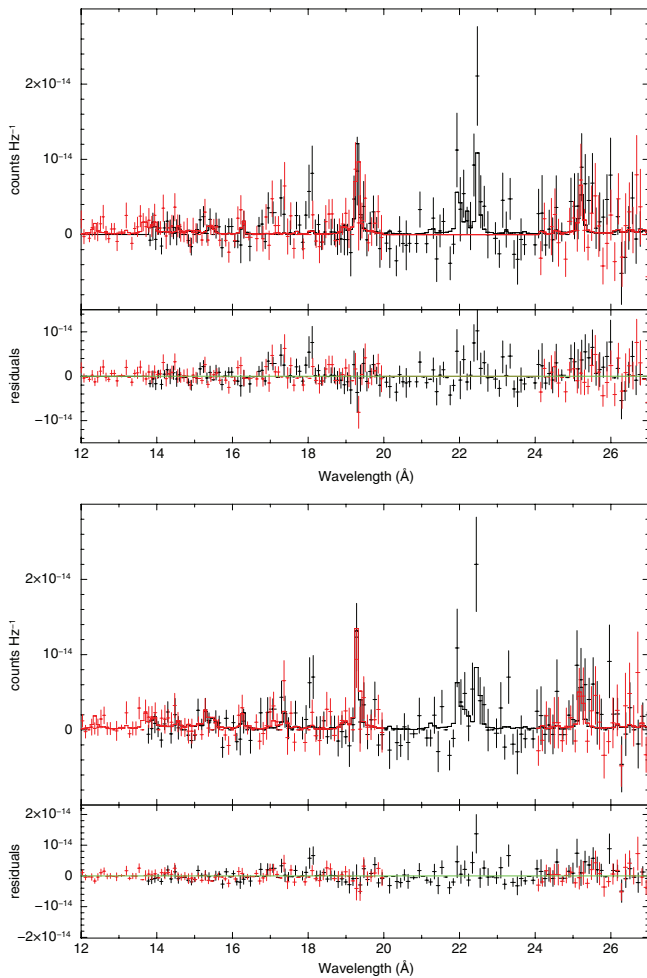 2×10⁻¹⁴
10⁻¹⁴
0
counts Hz⁻¹
10⁻¹⁴
0
−10⁻¹⁴
residuals
12 14 16 18 20 22 24 26
Wavelength (Å)
2×10⁻¹⁴
10⁻¹⁴
0
counts Hz⁻¹
2×10⁻¹⁴
10⁻¹⁴
0
−10⁻¹⁴
−2×10⁻¹⁴
residuals
12 14 16 18 20 22 24 26
Wavelength (Å)